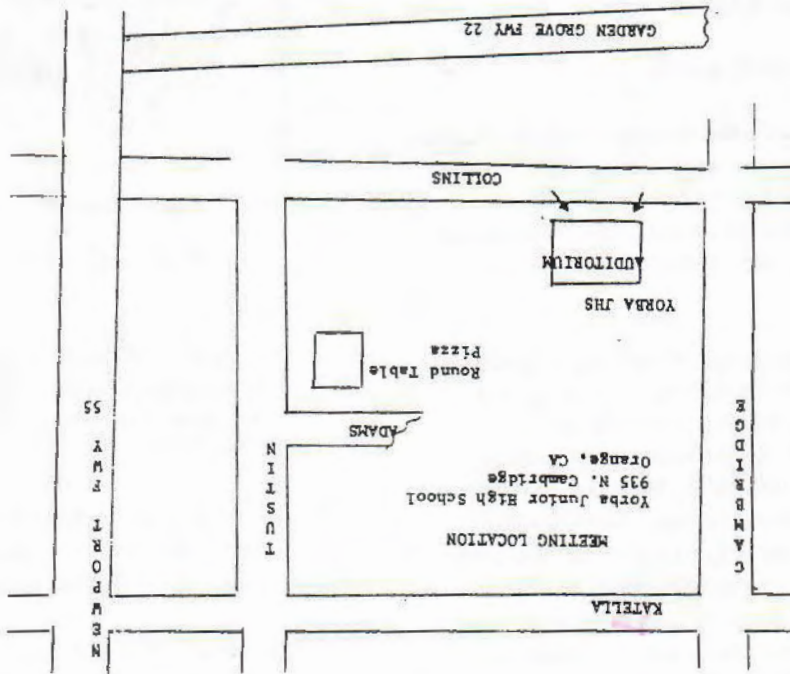 KATELLA
MEETING LOCATION
Yorba Junior High School
935 N. Cambridge
Orange, CA
CAMBRIDGE
TUSTIN
NEWPORT FWY 55
ADAMS
Round Table
Pizza
YORBA JHS
AUDITORIUM
COLLINS
GARDEN GROVE FWY 22